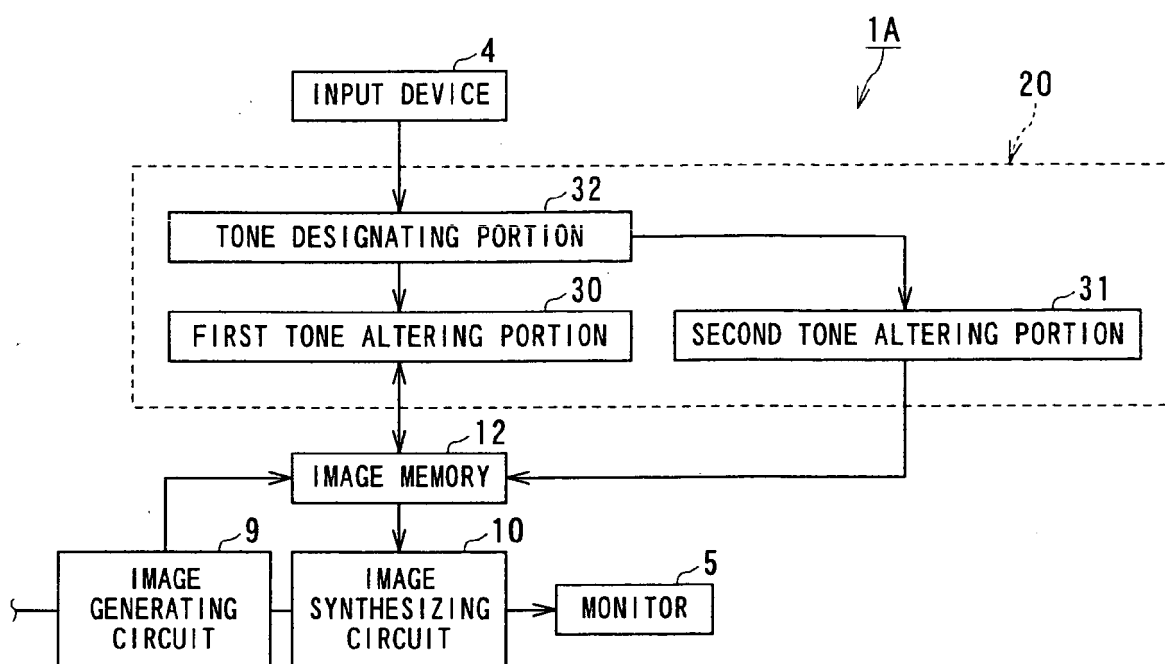 1A
4
INPUT DEVICE
20
32
TONE DESIGNATING PORTION
30
FIRST TONE ALTERING PORTION
31
SECOND TONE ALTERING PORTION
12
IMAGE MEMORY
9
IMAGE
GENERATING
CIRCUIT
10
IMAGE
SYNTHESIZING
CIRCUIT
5
MONITOR